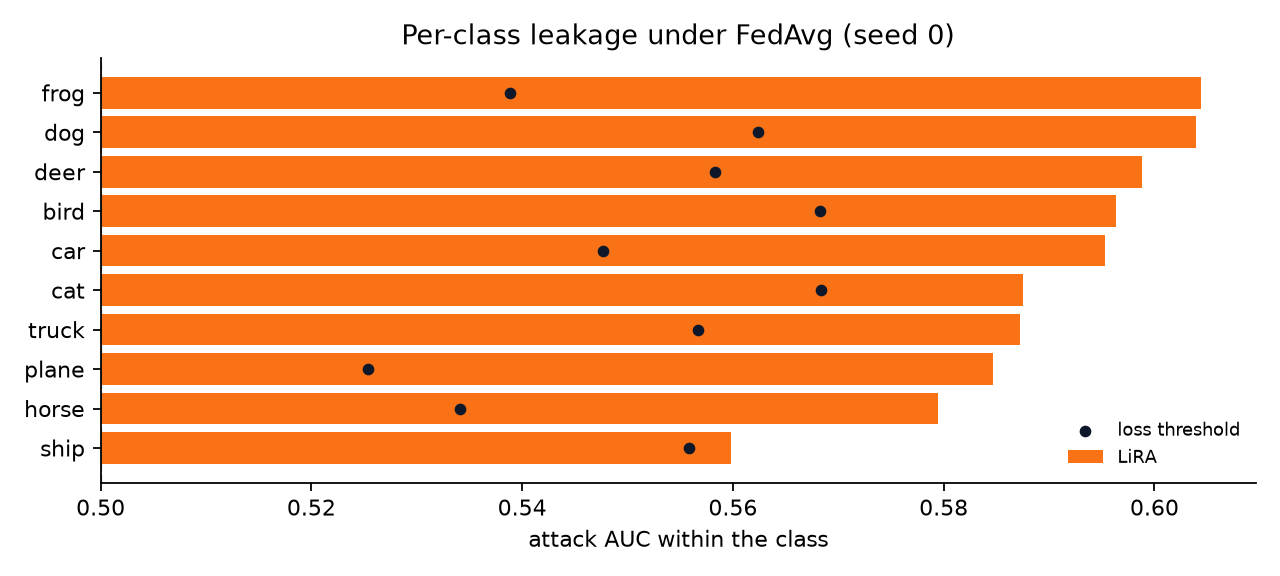 Per-class leakage under FedAvg (seed 0)
frog
dog
deer
bird
car
cat
truck
plane
horse
ship
loss threshold
LiRA
0.50 0.52 0.54 0.56 0.58 0.60
attack AUC within the class